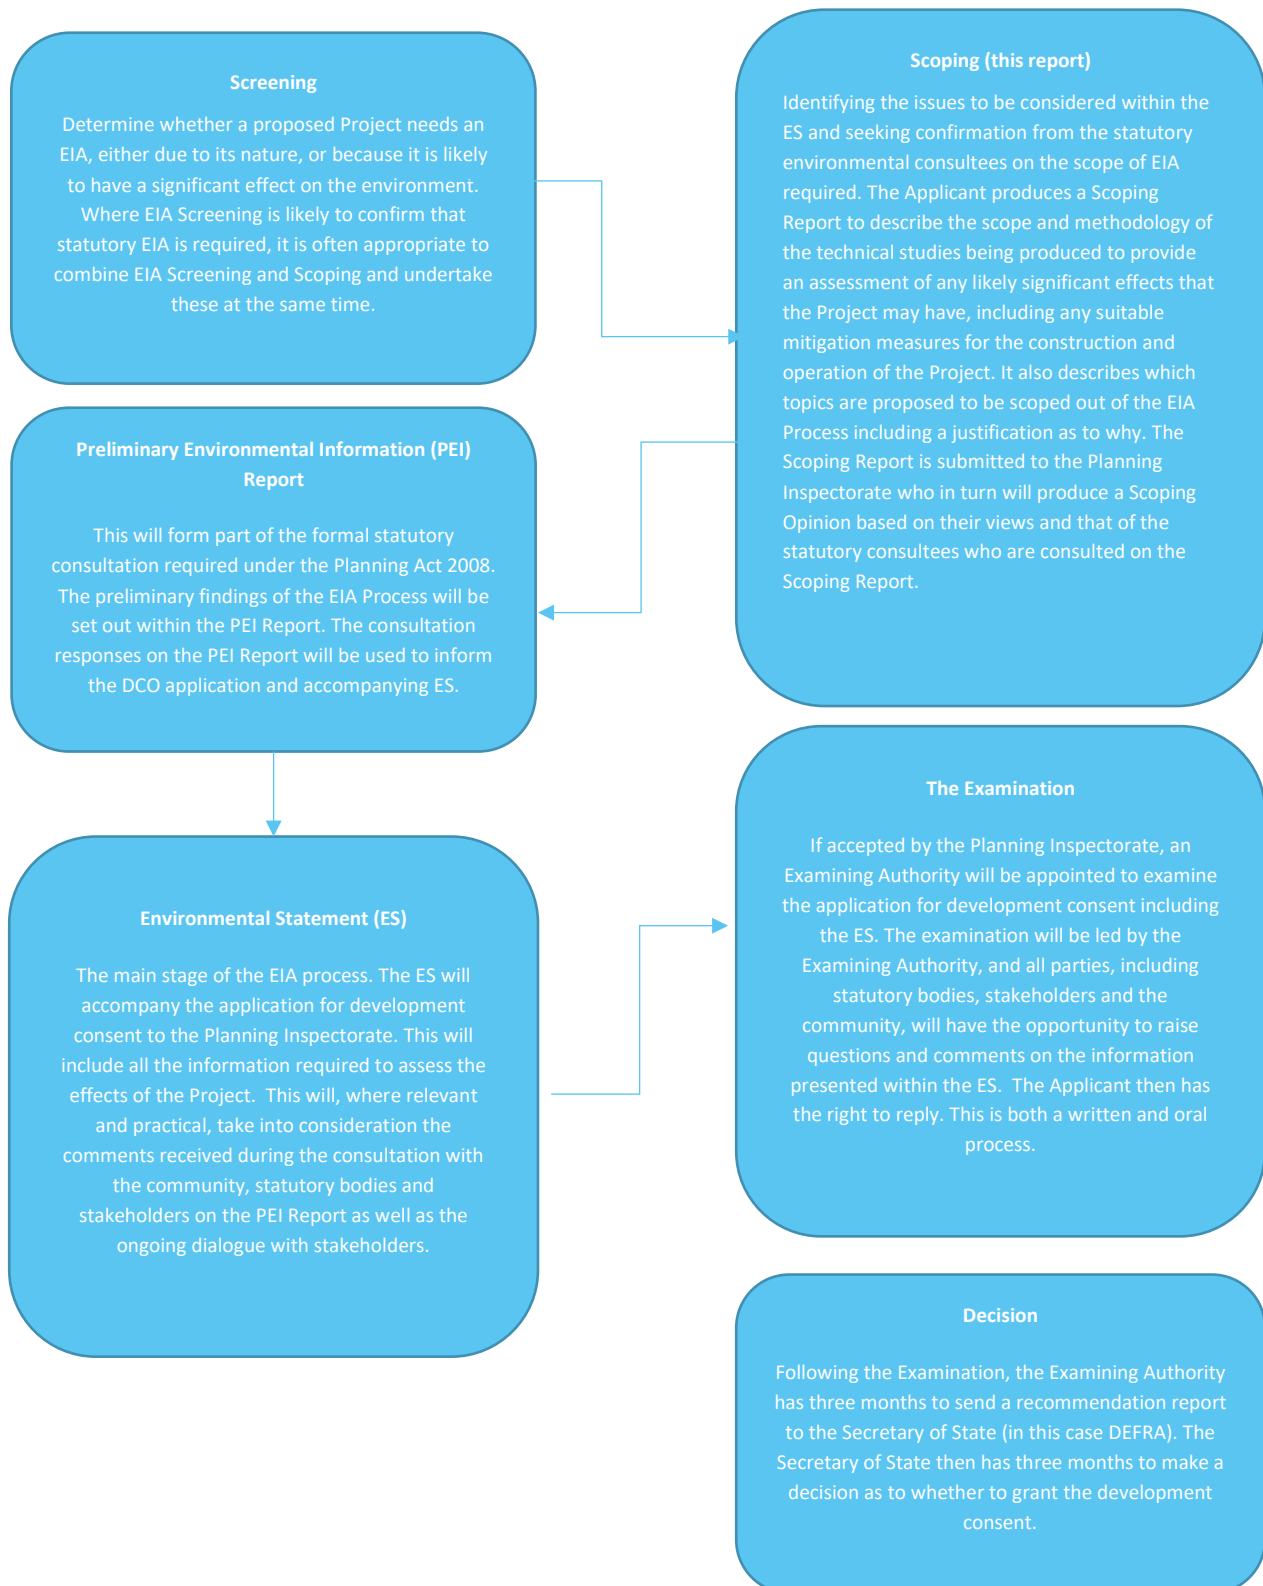 Screening
Determine whether a proposed Project needs an
EIA, either due to its nature, or because it is likely
to have a significant effect on the environment.
Where EIA Screening is likely to confirm that
statutory EIA is required, it is often appropriate to
combine EIA Screening and Scoping and undertake
these at the same time.
Scoping (this report)
Identifying the issues to be considered within the
ES and seeking confirmation from the statutory
environmental consultees on the scope of EIA
required. The Applicant produces a Scoping
Report to describe the scope and methodology of
the technical studies being produced to provide
an assessment of any likely significant effects that
the Project may have, including any suitable
mitigation measures for the construction and
operation of the Project. It also describes which
topics are proposed to be scoped out of the EIA
Process including a justification as to why. The
Scoping Report is submitted to the Planning
Inspectorate who in turn will produce a Scoping
Opinion based on their views and that of the
statutory consultees who are consulted on the
Scoping Report.
Preliminary Environmental Information (PEI)
Report
This will form part of the formal statutory
consultation required under the Planning Act 2008.
The preliminary findings of the EIA Process will be
set out within the PEI Report. The consultation
responses on the PEI Report will be used to inform
the DCO application and accompanying ES.
Environmental Statement (ES)
The main stage of the EIA process. The ES will
accompany the application for development
consent to the Planning Inspectorate. This will
include all the information required to assess the
effects of the Project.  This will, where relevant
and practical, take into consideration the
comments received during the consultation with
the community, statutory bodies and
stakeholders on the PEI Report as well as the
ongoing dialogue with stakeholders.
The Examination
If accepted by the Planning Inspectorate, an
Examining Authority will be appointed to examine
the application for development consent including
the ES. The examination will be led by the
Examining Authority, and all parties, including
statutory bodies, stakeholders and the
community, will have the opportunity to raise
questions and comments on the information
presented within the ES.  The Applicant then has
the right to reply. This is both a written and oral
process.
Decision
Following the Examination, the Examining Authority
has three months to send a recommendation report
to the Secretary of State (in this case DEFRA). The
Secretary of State then has three months to make a
decision as to whether to grant the development
consent.